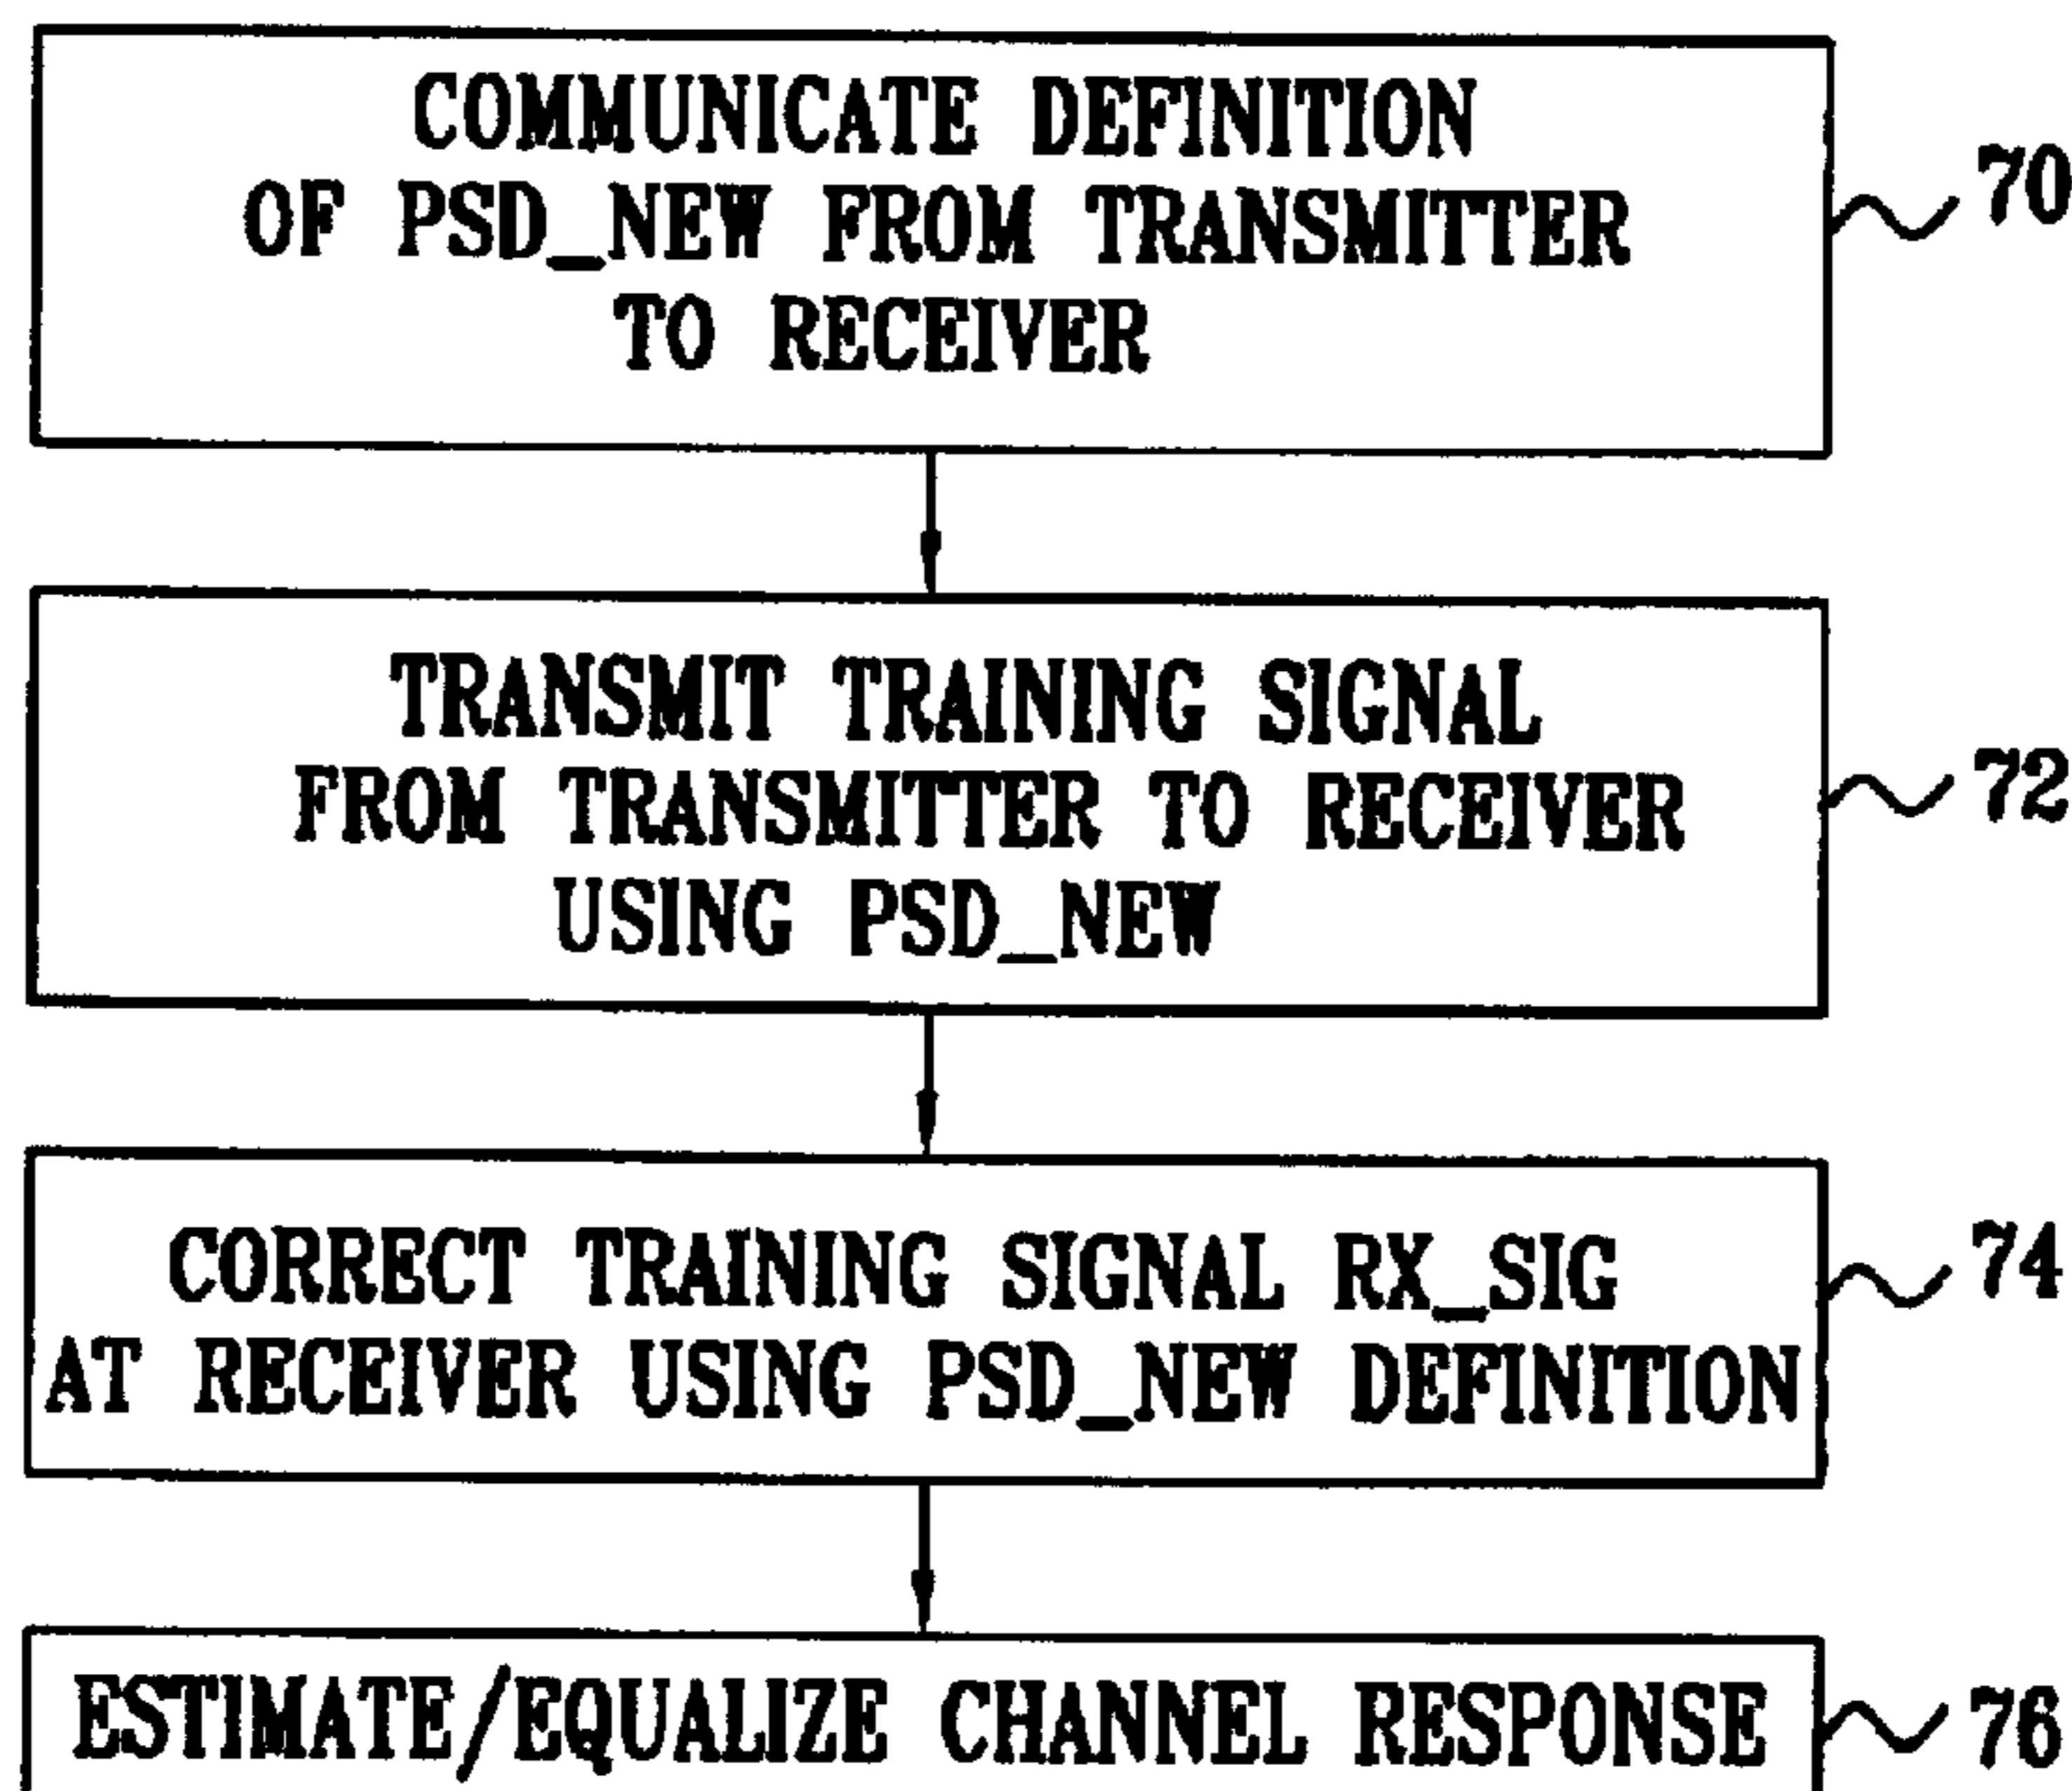 COMMUNICATE DEFINITION
OF PSD_NEW FROM TRANSMITTER
TO RECEIVER
70
TRANSMIT TRAINING SIGNAL
FROM TRANSMITTER TO RECEIVER
USING PSD_NEW
72
CORRECT TRAINING SIGNAL RX_SIG
AT RECEIVER USING PSD_NEW DEFINITION
74
ESTIMATE/EQUALIZE CHANNEL RESPONSE
76